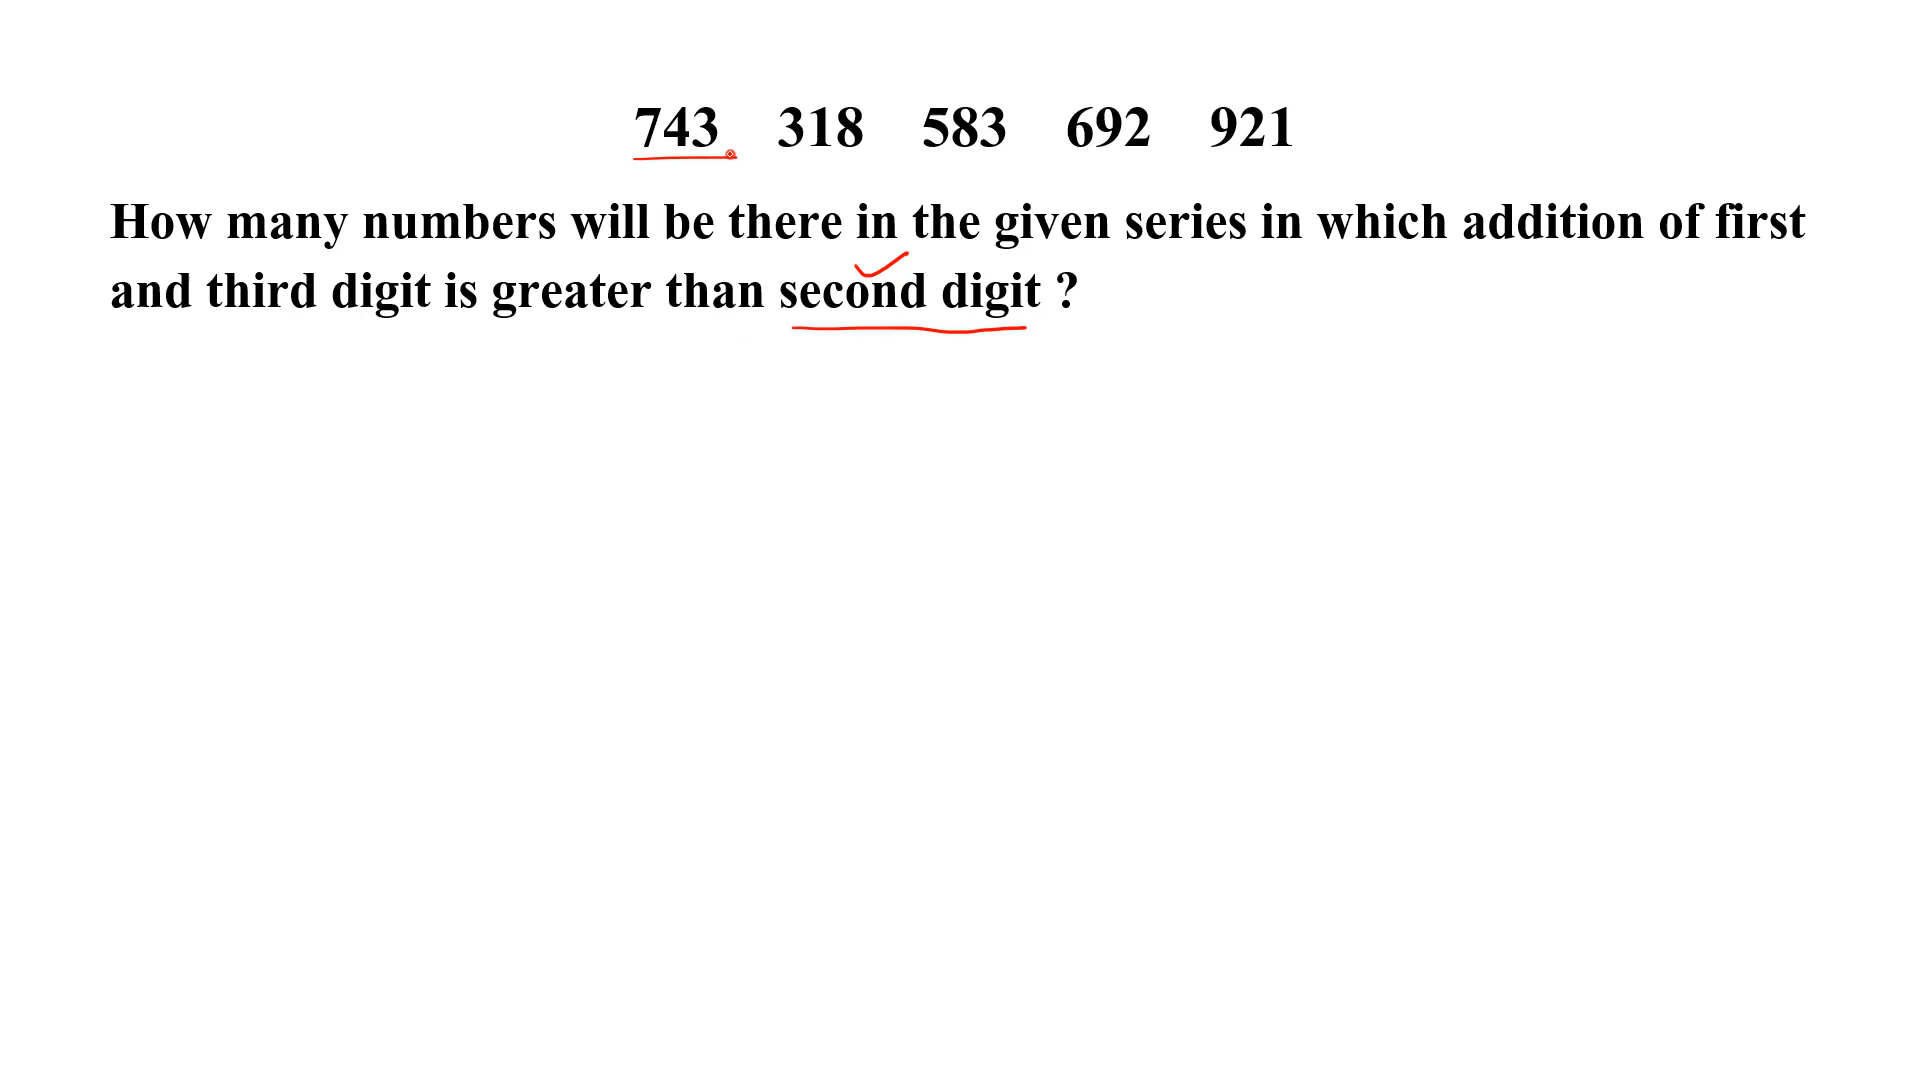 743 318 583 692 921
How many numbers will be there in the given series in which addition of first
and third digit is greater than second digit ?